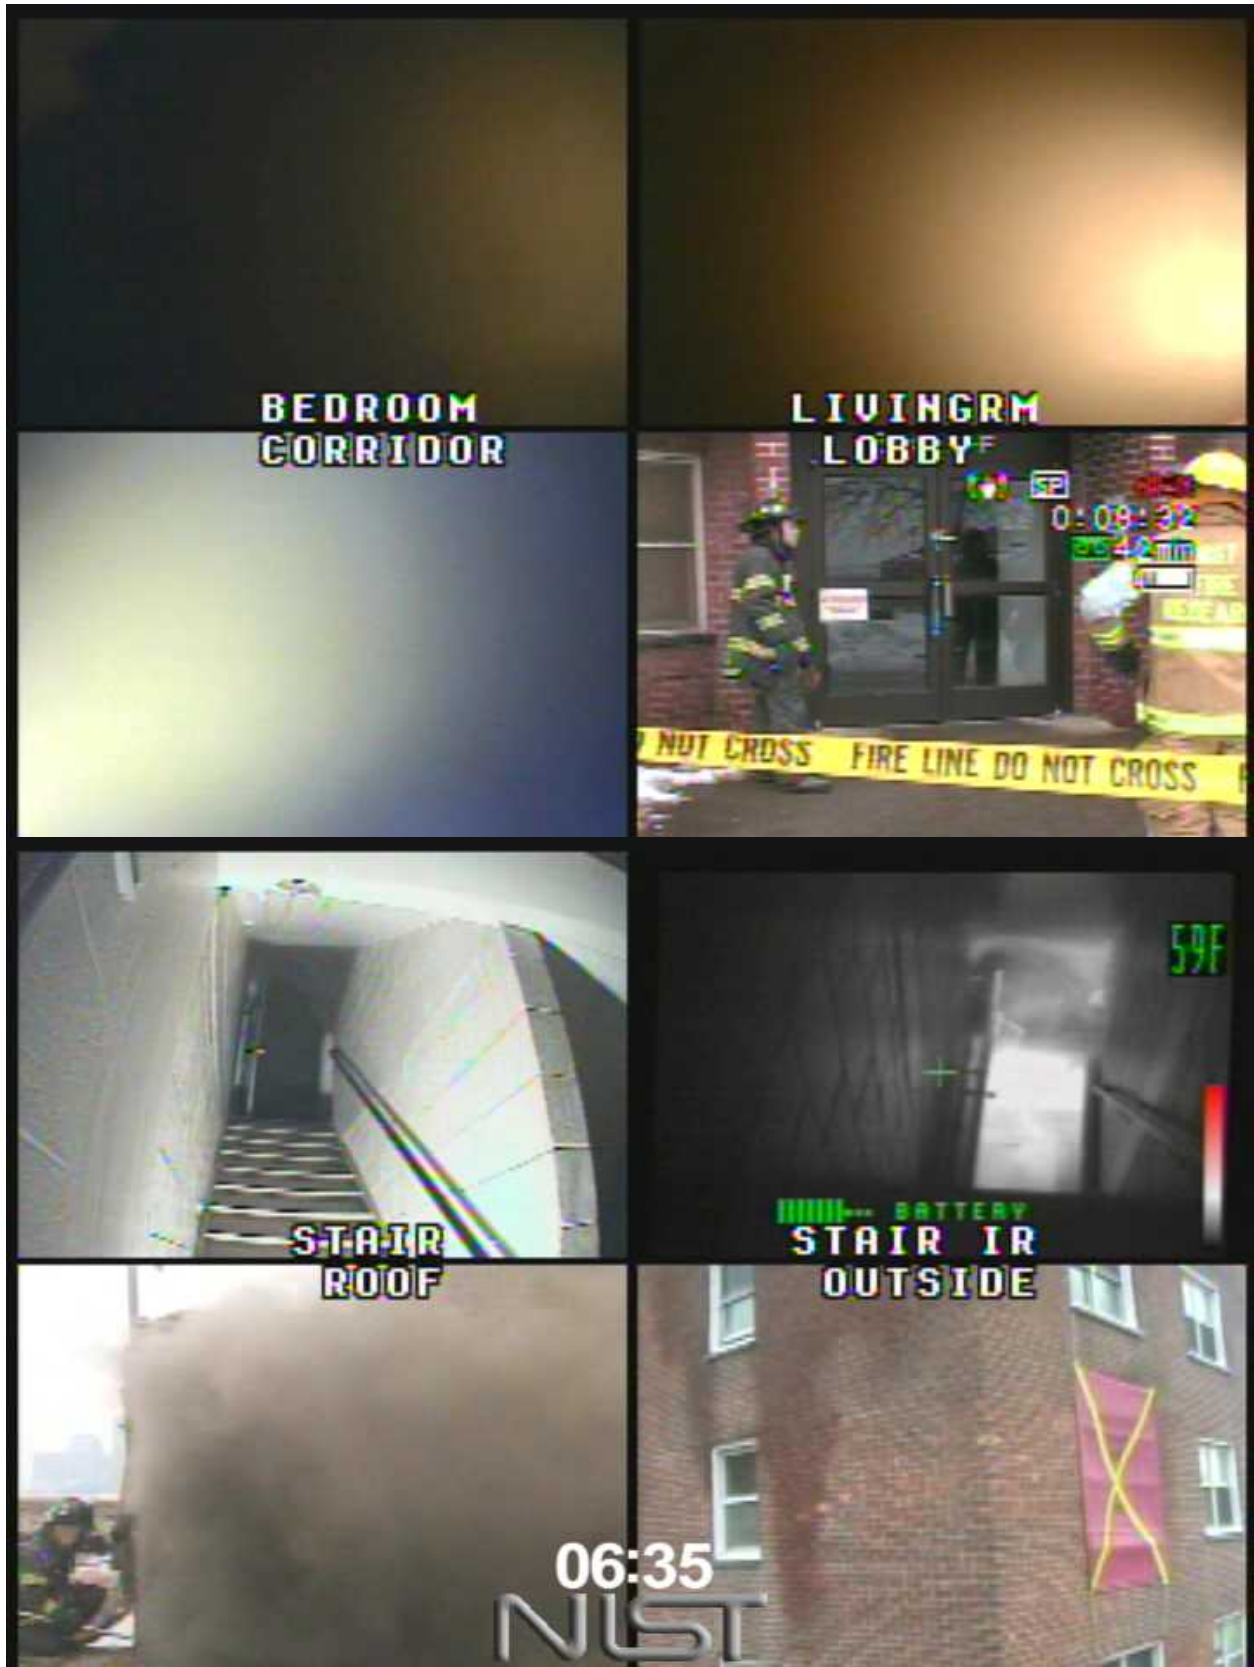 BEDROOM
LIVINGRM
CORRIDOR
LOBBY
SP
0:09:32
FIRE LINE DO NOT CROSS
NOT CROSS
59F
BATTERY
STAIR
STAIR IR
ROOF
OUTSIDE
06:35
NIST